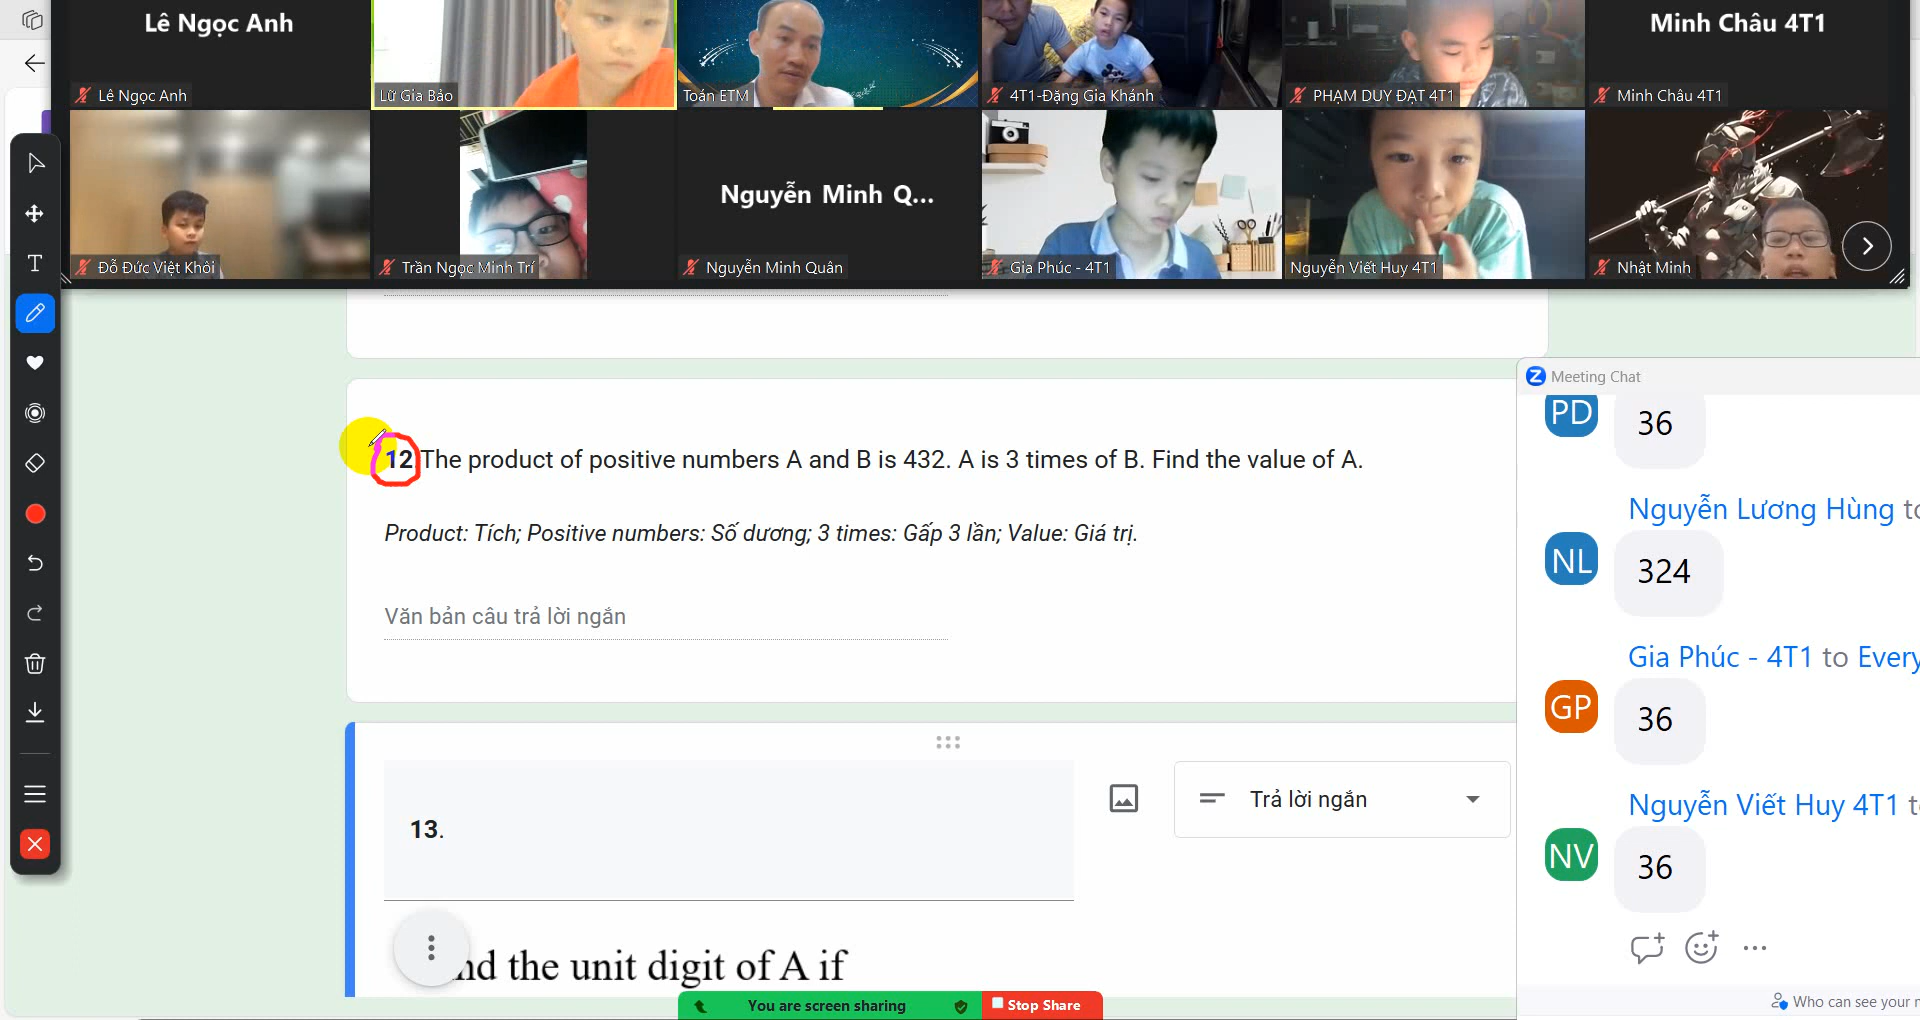 Lê Ngọc Anh
Minh Châu 4T1
Lê Ngọc Anh
Lữ Gia Bảo
Toán ETM
4T1-Đặng Gia Khánh
PHẠM DUY ĐẠT 4T1
Minh Châu 4T1
Nguyễn Minh Q...
Đỗ Đức Việt Khôi
Trần Ngọc Minh Trí
Nguyễn Minh Quân
Gia Phúc - 4T1
Nguyễn Viết Huy 4T1
Nhật Minh
12 The product of positive numbers A and B is 432. A is 3 times of B. Find the value of A.
Product: Tích; Positive numbers: Số dương; 3 times: Gấp 3 lần; Value: Giá trị.
Văn bản câu trả lời ngắn
13.
Trả lời ngắn
nd the unit digit of A if
Meeting Chat
PD
36
Nguyễn Lương Hùng to
NL
324
Gia Phúc - 4T1 to Every
GP
36
Nguyễn Viết Huy 4T1 t
NV
36
Who can see your
You are screen sharing
Stop Share